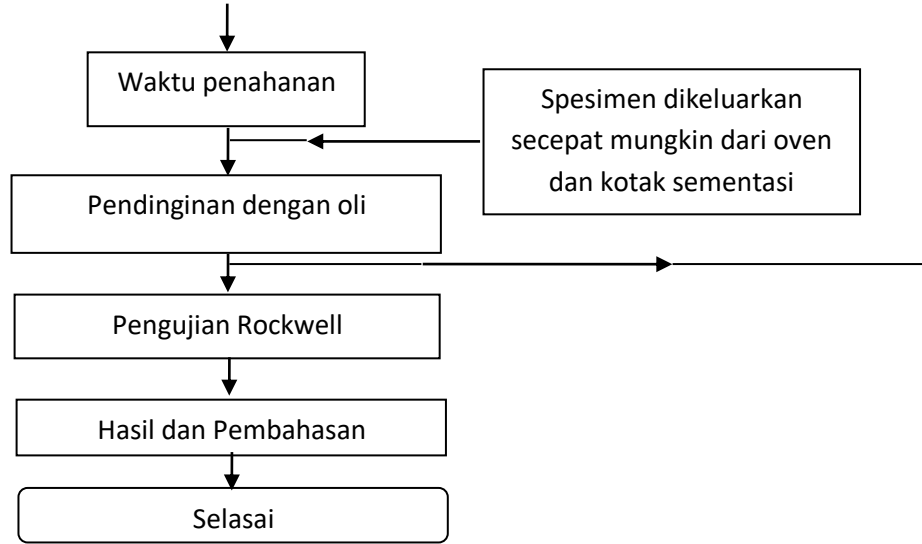 Waktu penahanan
Spesimen dikeluarkan
secepat mungkin dari oven
dan kotak sementasi
Pendinginan dengan oli
Pengujian Rockwell
Hasil dan Pembahasan
Selasai